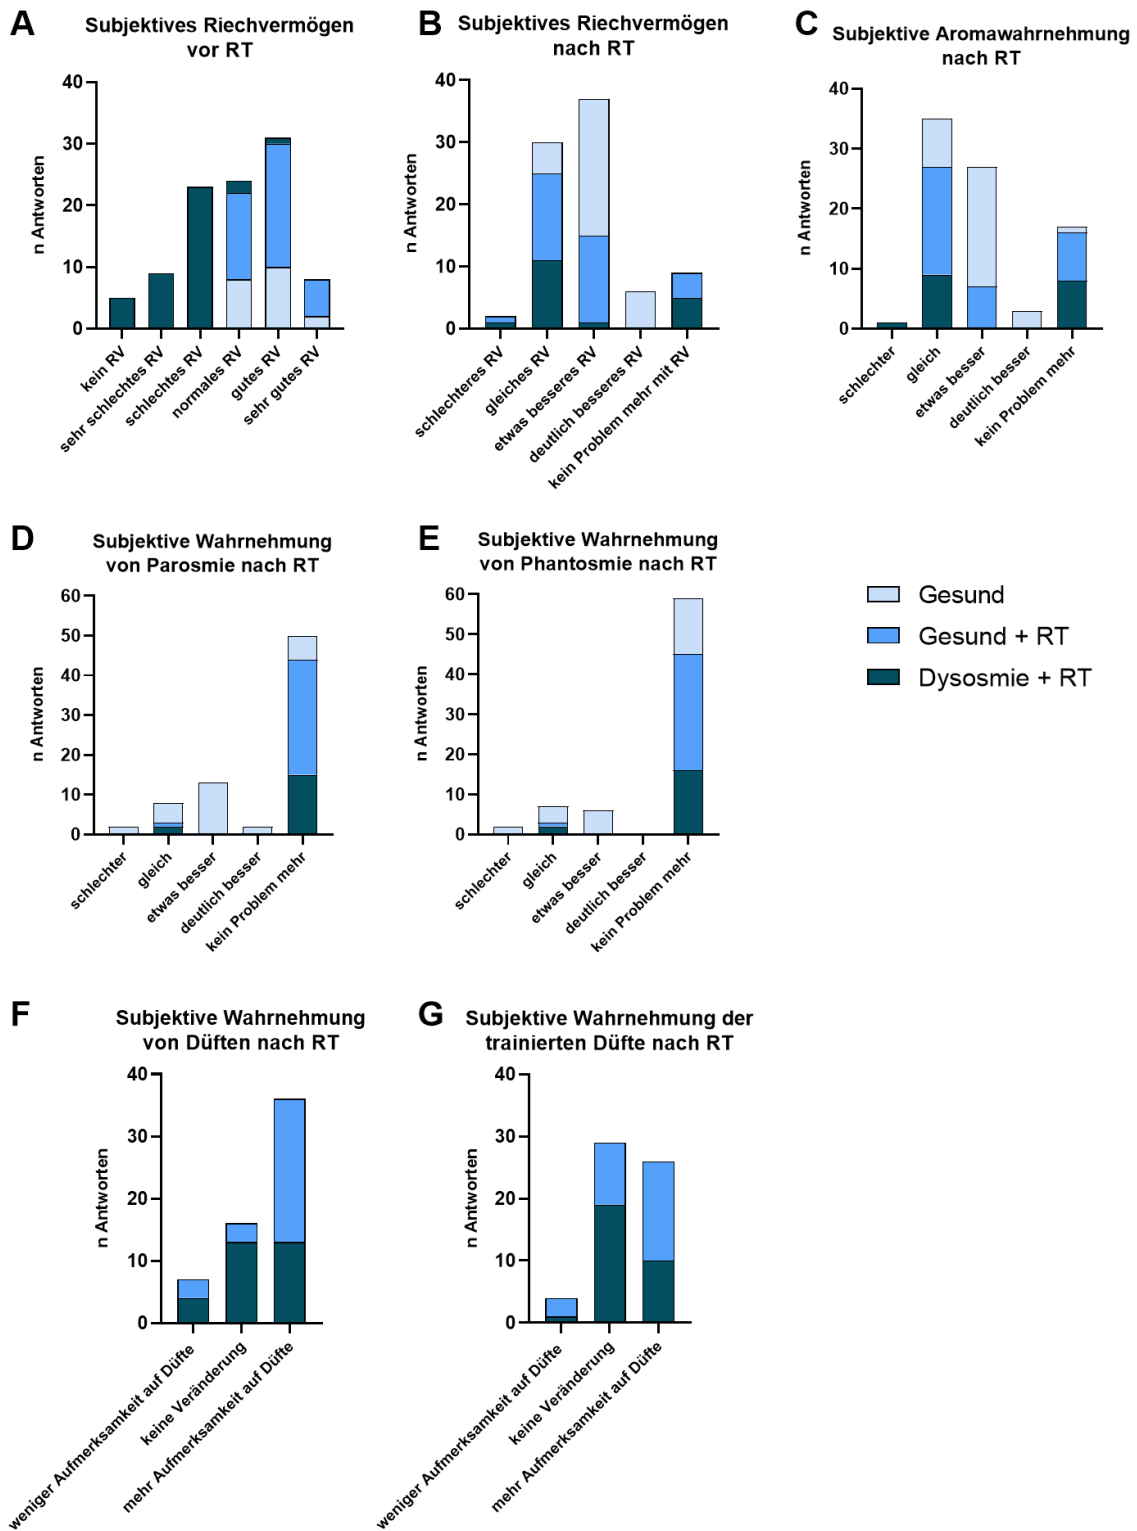 A
Subjektives Riechvermögen
vor RT
n Antworten
40
30
20
10
0
kein RV
sehr schlechtes RV
schlechtes RV
normales RV
gutes RV
sehr gutes RV
B
Subjektives Riechvermögen
nach RT
n Antworten
40
30
20
10
0
schlechteres RV
gleiches RV
etwas besseres RV
deutlich besseres RV
kein Problem mehr mit RV
C
Subjektive Aromawahrnehmung
nach RT
n Antworten
40
30
20
10
0
schlechter
gleich
etwas besser
deutlich besser
kein Problem mehr
D
Subjektive Wahrnehmung
von Parosmie nach RT
n Antworten
60
50
40
30
20
10
0
schlechter
gleich
etwas besser
deutlich besser
kein Problem mehr
E
Subjektive Wahrnehmung
von Phantosmie nach RT
n Antworten
60
50
40
30
20
10
0
schlechter
gleich
etwas besser
deutlich besser
kein Problem mehr
Gesund
Gesund + RT
Dysosmie + RT
F
Subjektive Wahrnehmung
von Düften nach RT
n Antworten
40
30
20
10
0
weniger Aufmerksamkeit auf Düfte
keine Veränderung
mehr Aufmerksamkeit auf Düfte
G
Subjektive Wahrnehmung der
trainierten Düfte nach RT
n Antworten
40
30
20
10
0
weniger Aufmerksamkeit auf Düfte
keine Veränderung
mehr Aufmerksamkeit auf Düfte